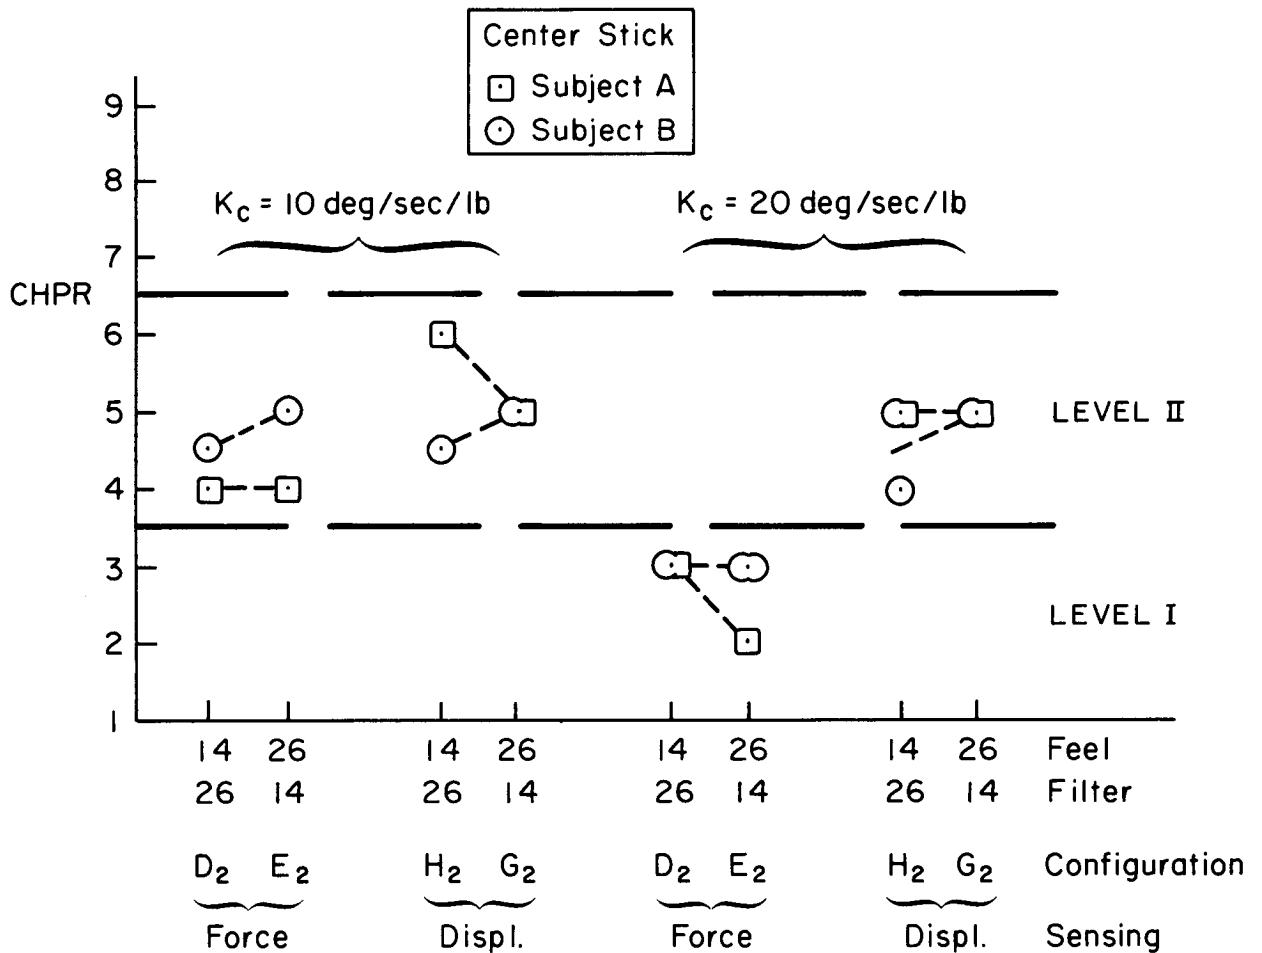 Center Stick
Subject A
Subject B
9
8
K_c = 10 deg/sec/lb K_c = 20 deg/sec/lb
7
CHPR
6
5 LEVEL II
4
3
LEVEL I
2
1
14 26 14 26 14 26 14 26 Feel
26 14 26 14 26 14 26 14 Filter
D₂ E₂ H₂ G₂ D₂ E₂ H₂ G₂ Configuration
Force Displ. Force Displ. Sensing